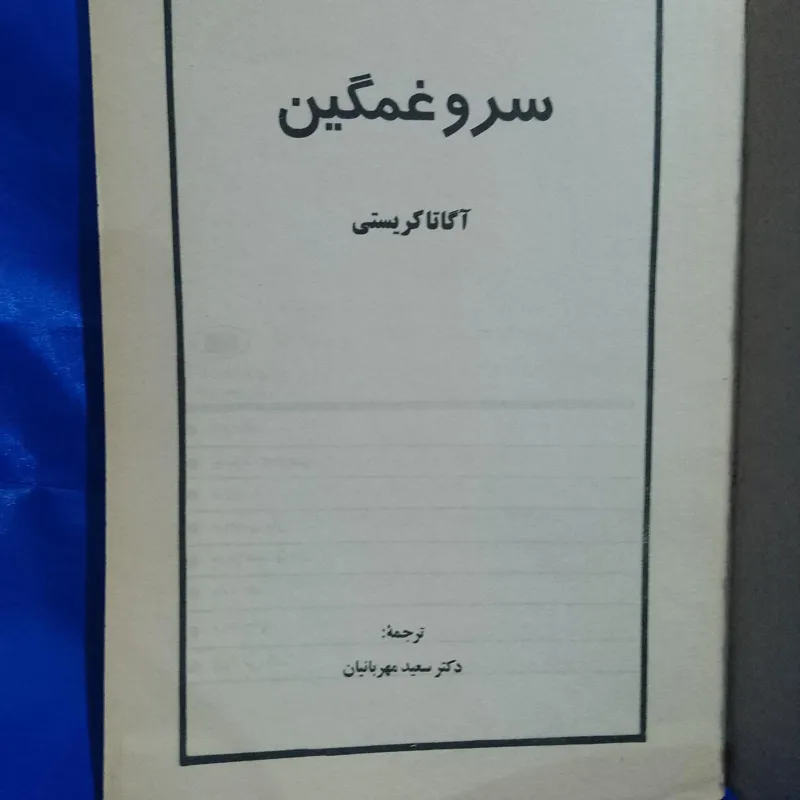 سرو غمگین
آگاتا کریستی
ترجمهٔ:
دکتر سعید مهربانیان